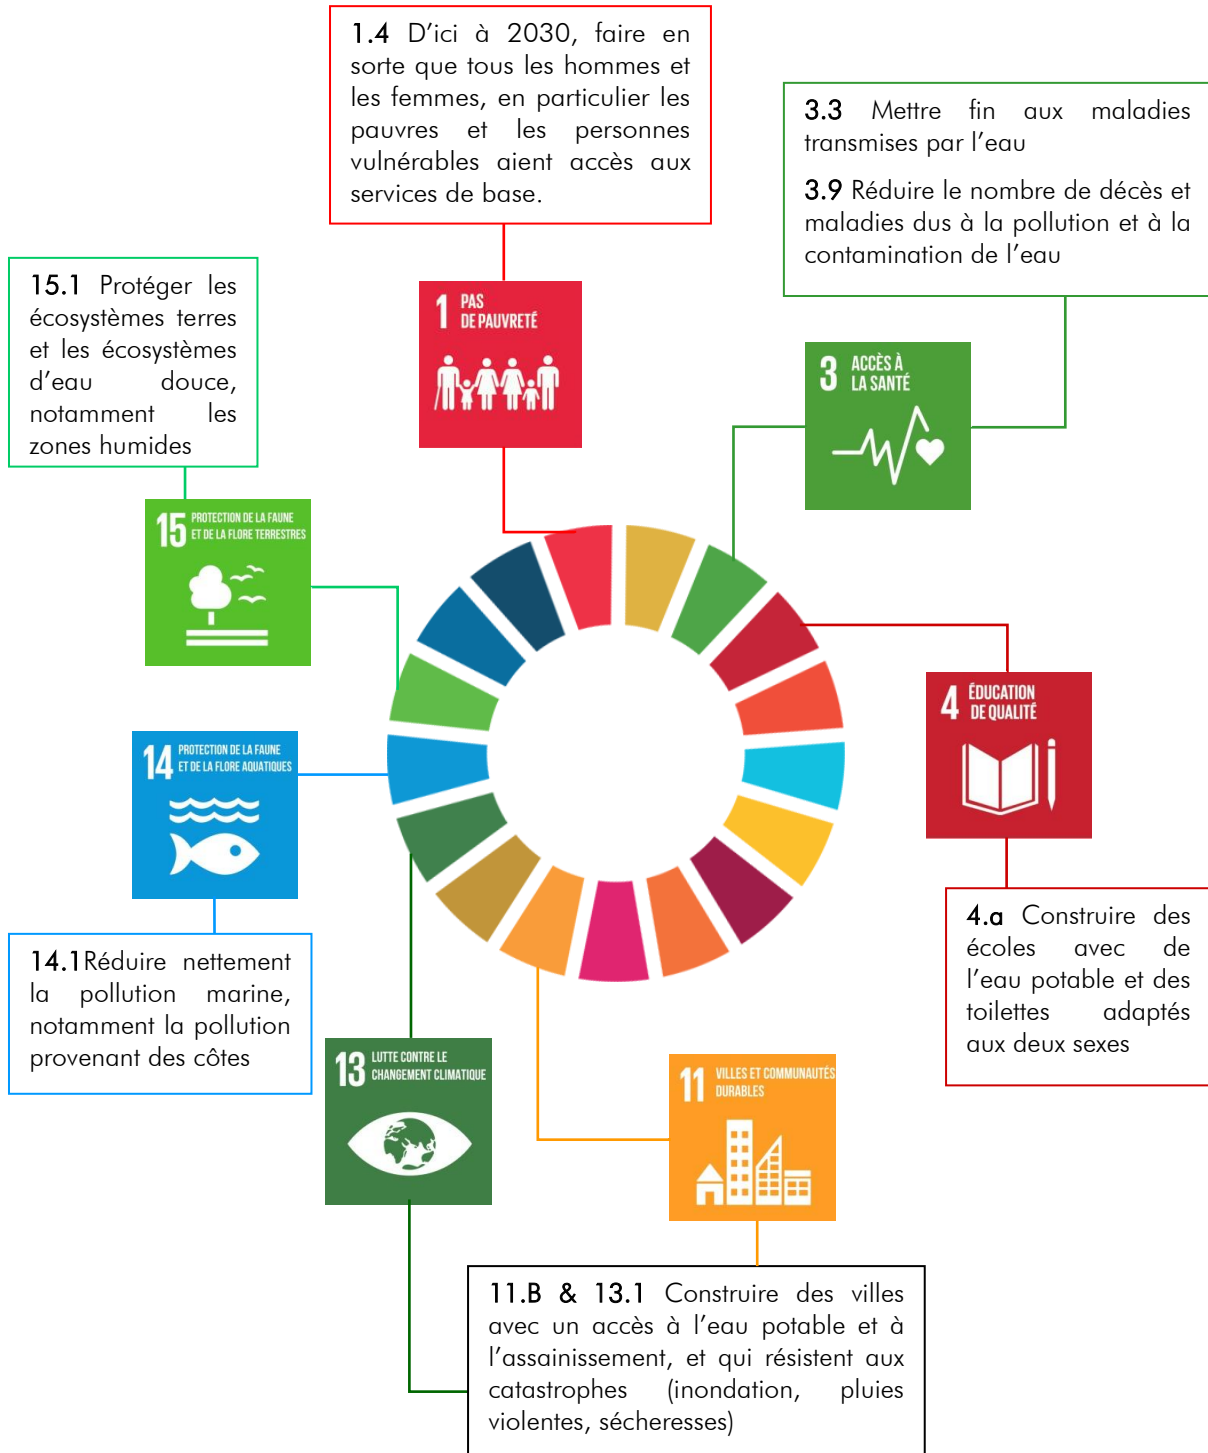 1.4 D’ici à 2030, faire en
sorte que tous les hommes et
les femmes, en particulier les
pauvres et les personnes
vulnérables aient accès aux
services de base.
3.3 Mettre fin aux maladies
transmises par l’eau
3.9 Réduire le nombre de décès et
maladies dus à la pollution et à la
contamination de l’eau
15.1 Protéger les
écosystèmes terres
et les écosystèmes
d’eau douce,
notamment les
zones humides
1 PAS
DE PAUVRETÉ
3 ACCÈS À
LA SANTÉ
15 PROTECTION DE LA FAUNE
ET DE LA FLORE TERRESTRES
4 ÉDUCATION
DE QUALITÉ
14 PROTECTION DE LA FAUNE
ET DE LA FLORE AQUATIQUES
4.a Construire des
écoles avec de
l’eau potable et des
toilettes adaptés
aux deux sexes
14.1Réduire nettement
la pollution marine,
notamment la pollution
provenant des côtes
13 LUTTE CONTRE LE
CHANGEMENT CLIMATIQUE
11 VILLES ET COMMUNAUTÉS
DURABLES
11.B & 13.1 Construire des villes
avec un accès à l’eau potable et à
l’assainissement, et qui résistent aux
catastrophes (inondation, pluies
violentes, sécheresses)